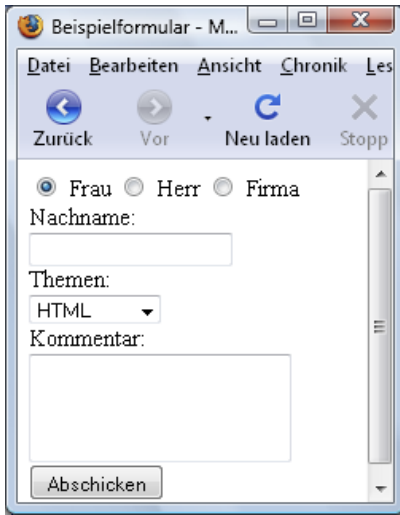 Beispielformular - M...
Datei Bearbeiten Ansicht Chronik Les
Zurück Vor Neu laden Stopp
Frau Herr Firma
Nachname:
Themen:
HTML
Kommentar:
Abschicken